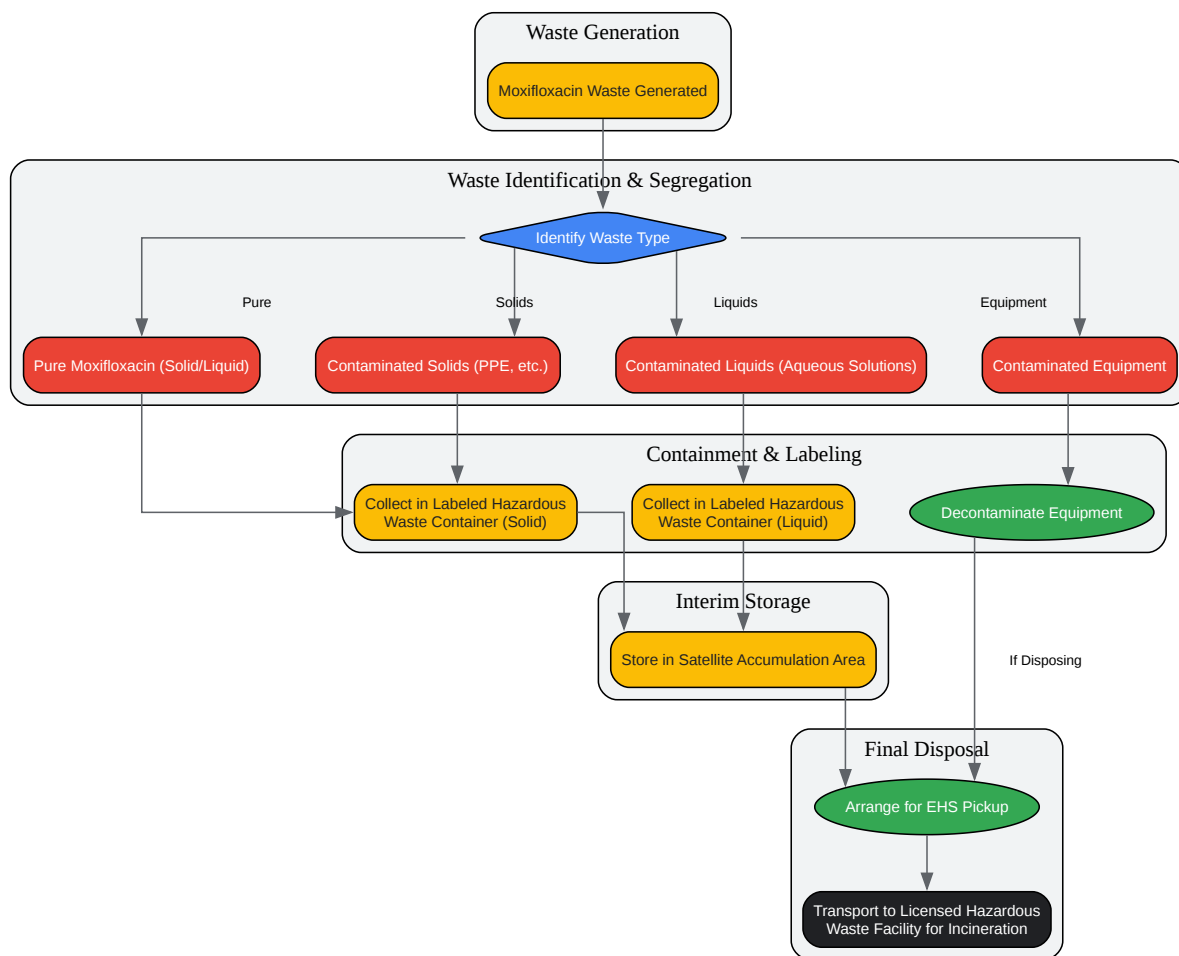 Waste Generation
Moxifloxacin Waste Generated
Waste Identification & Segregation
Identify Waste Type
Pure
Solids
Liquids
Equipment
Pure Moxifloxacin (Solid/Liquid)
Contaminated Solids (PPE, etc.)
Contaminated Liquids (Aqueous Solutions)
Contaminated Equipment
Containment & Labeling
Collect in Labeled Hazardous
Waste Container (Solid)
Collect in Labeled Hazardous
Waste Container (Liquid)
Decontaminate Equipment
Interim Storage
Store in Satellite Accumulation Area
If Disposing
Final Disposal
Arrange for EHS Pickup
Transport to Licensed Hazardous
Waste Facility for Incineration